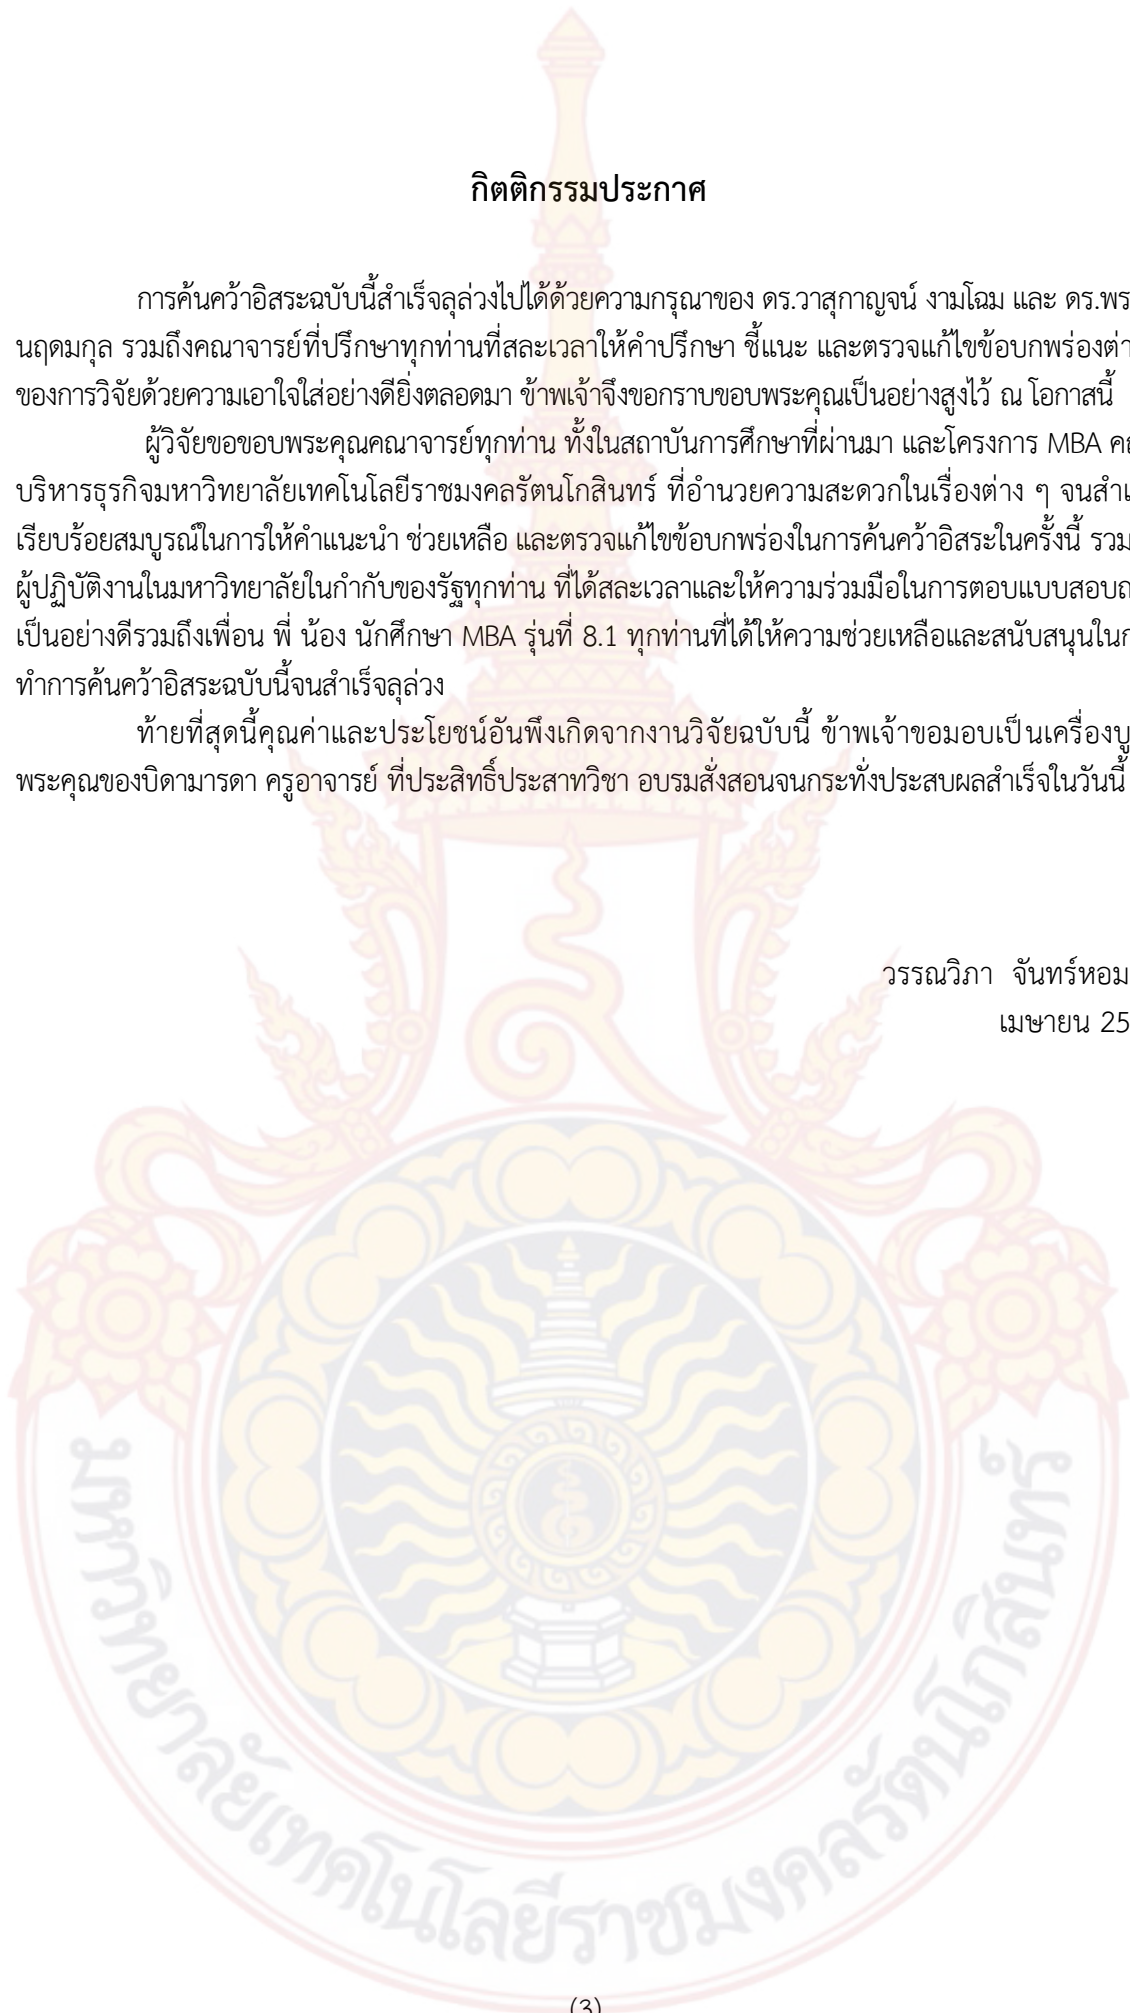 กิตติกรรมประกาศ
การค้นคว้าอิสระฉบับนี้สำเร็จลุล่วงไปได้ด้วยความกรุณาของ ดร.วาสุกาญจน์ งามโฉม และ ดร.พร
นฤดมกุล รวมถึงคณาจารย์ที่ปรึกษาทุกท่านที่สละเวลาให้คำปรึกษา ชี้แนะ และตรวจแก้ไขข้อบกพร่องต่า
ของการวิจัยด้วยความเอาใจใส่อย่างดียิ่งตลอดมา ข้าพเจ้าจึงขอกราบขอบพระคุณเป็นอย่างสูงไว้ ณ โอกาสนี้
ผู้วิจัยขอขอบพระคุณคณาจารย์ทุกท่าน ทั้งในสถาบันการศึกษาที่ผ่านมา และโครงการ MBA คณ
บริหารธุรกิจมหาวิทยาลัยเทคโนโลยีราชมงคลรัตนโกสินทร์ ที่อำนวยความสะดวกในเรื่องต่าง ๆ จนสำเ
เรียบร้อยสมบูรณ์ในการให้คำแนะนำ ช่วยเหลือ และตรวจแก้ไขข้อบกพร่องในการค้นคว้าอิสระในครั้งนี้ รวม
ผู้ปฏิบัติงานในมหาวิทยาลัยในกำกับของรัฐทุกท่าน ที่ได้สละเวลาและให้ความร่วมมือในการตอบแบบสอบถ
เป็นอย่างดีรวมถึงเพื่อน พี่ น้อง นักศึกษา MBA รุ่นที่ 8.1 ทุกท่านที่ได้ให้ความช่วยเหลือและสนับสนุนในก
ทำการค้นคว้าอิสระฉบับนี้จนสำเร็จลุล่วง
ท้ายที่สุดนี้คุณค่าและประโยชน์อันพึงเกิดจากงานวิจัยฉบับนี้ ข้าพเจ้าขอมอบเป็นเครื่องบู
พระคุณของบิดามารดา ครูอาจารย์ ที่ประสิทธิ์ประสาทวิชา อบรมสั่งสอนจนกระทั่งประสบผลสำเร็จในวันนี้
วรรณวิภา จันทร์หอม
เมษายน 25
มหาวิทยาลัยเทคโนโลยีราชมงคลรัตนโกสินทร์
(3)